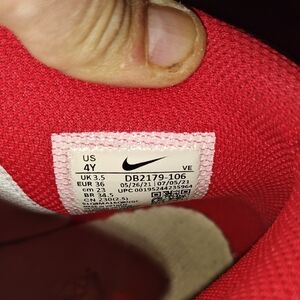 US
4Y
VE
UK 3.5
DB2179-106
EUR 36
05/26/21 07/05/21
cm 23
UPC 00195244235964
BR 34.5
CN 230(2.5)